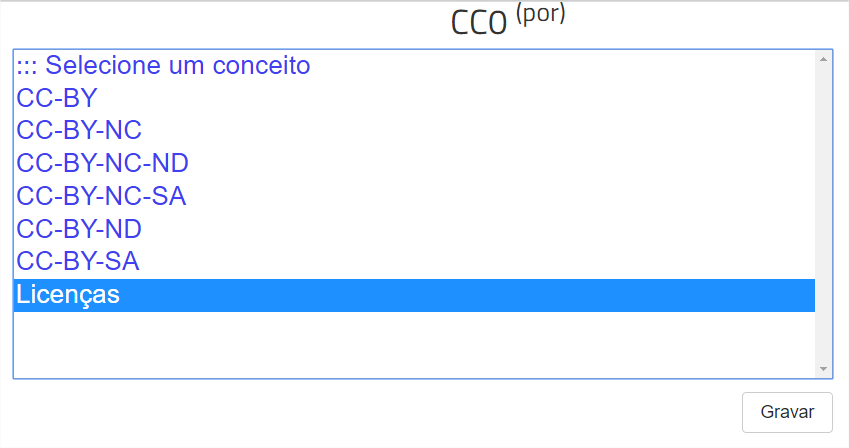 CC0 (por)
::: Selecione um conceito
CC-BY
CC-BY-NC
CC-BY-NC-ND
CC-BY-NC-SA
CC-BY-ND
CC-BY-SA
Licenças
Gravar